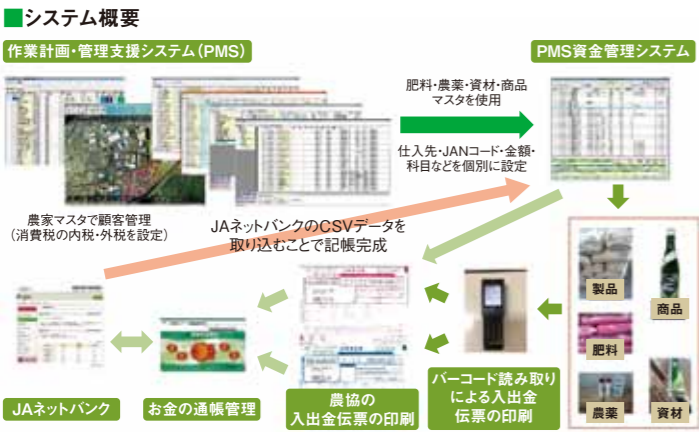 ■システム概要
作業計画・管理支援システム(PMS)
PMS資金管理システム
肥料・農薬・資材・商品
マスタを使用
仕入先・JANコード・金額・
科目などを個別に設定
農家マスタで顧客管理
(消費税の内税・外税を設定)
JAネットバンクのCSVデータを
取り込むことで記帳完成
製品
商品
肥料
農薬
資材
JAネットバンク
お金の通帳管理
農協の
入出金伝票の印刷
バーコード読み取り
による入出金
伝票の印刷